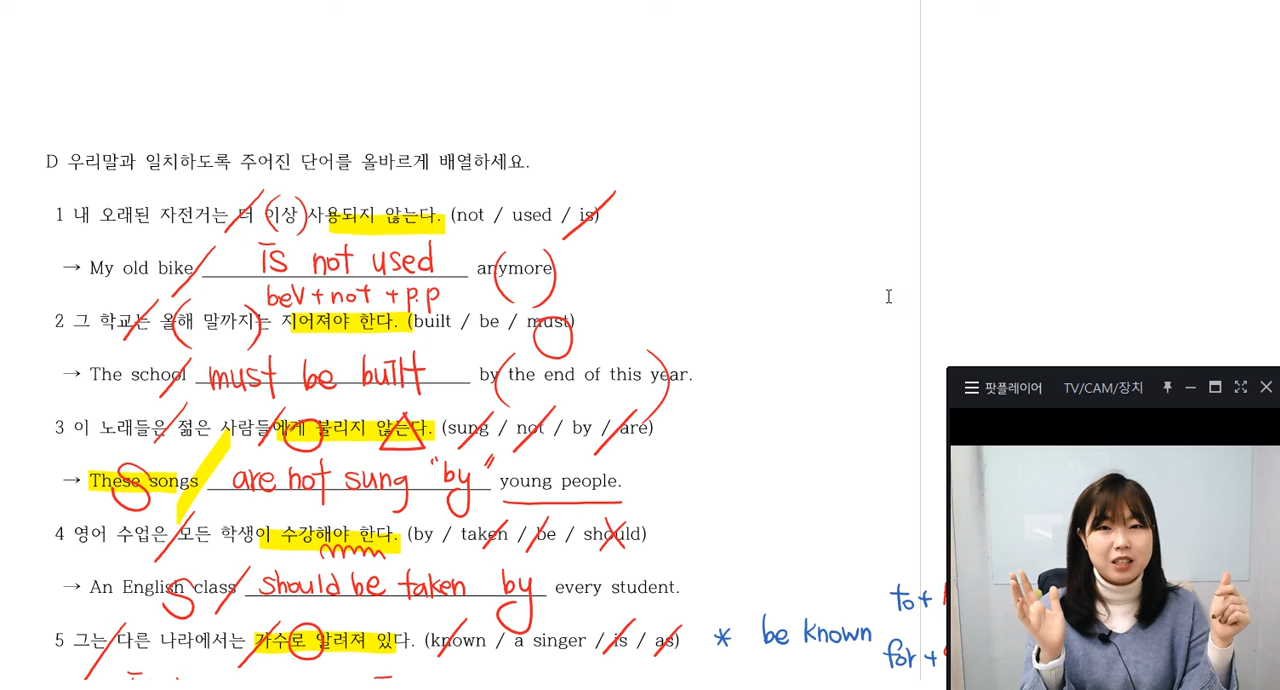 D 우리말과 일치하도록 주어진 단어를 올바르게 배열하세요.
1 내 오래된 자전거는 더 이상 사용되지 않는다. (not / used / is)
→ My old bike is not used anymore
beV + not + p.p
2 그 학교는 올해 말까지는 지어져야 한다. (built / be / must)
→ The school must be built by the end of this year.
3 이 노래들은 젊은 사람들에게 불리지 않는다. (sung / not / by / are)
→ These songs are not sung "by" young people.
S
4 영어 수업은 모든 학생이 수강해야 한다. (by / taken / be / should)
→ An English class should be taken by every student.
S
5 그는 다른 나라에서는 가수로 알려져 있다. (known / a singer / is / as)
* be known
to +
for +
팟플레이어 TV/CAM/장치